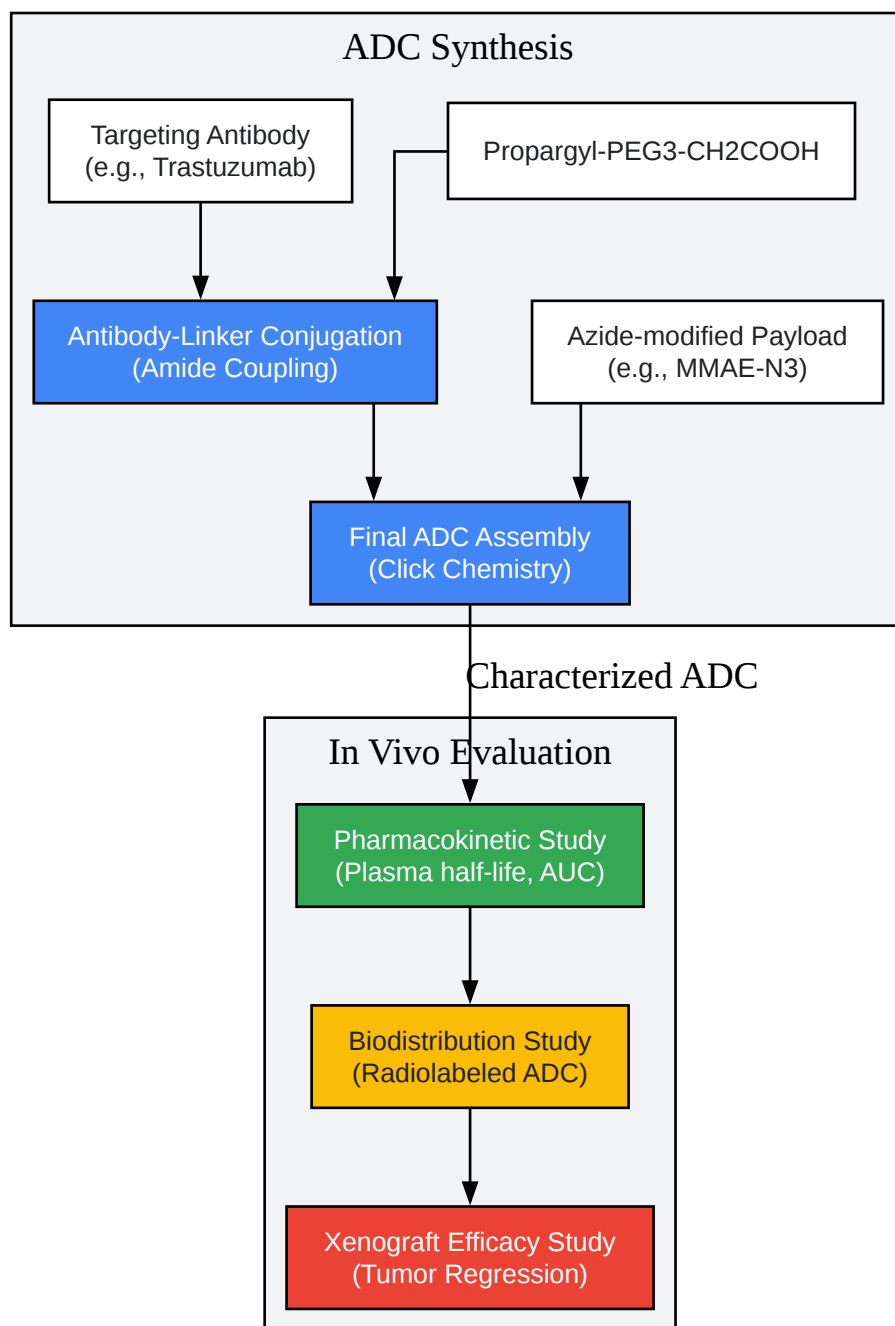 ADC Synthesis
Targeting Antibody
(e.g., Trastuzumab)
Propargyl-PEG3-CH2COOH
Antibody-Linker Conjugation
(Amide Coupling)
Azide-modified Payload
(e.g., MMAE-N3)
Final ADC Assembly
(Click Chemistry)
Characterized ADC
In Vivo Evaluation
Pharmacokinetic Study
(Plasma half-life, AUC)
Biodistribution Study
(Radiolabeled ADC)
Xenograft Efficacy Study
(Tumor Regression)